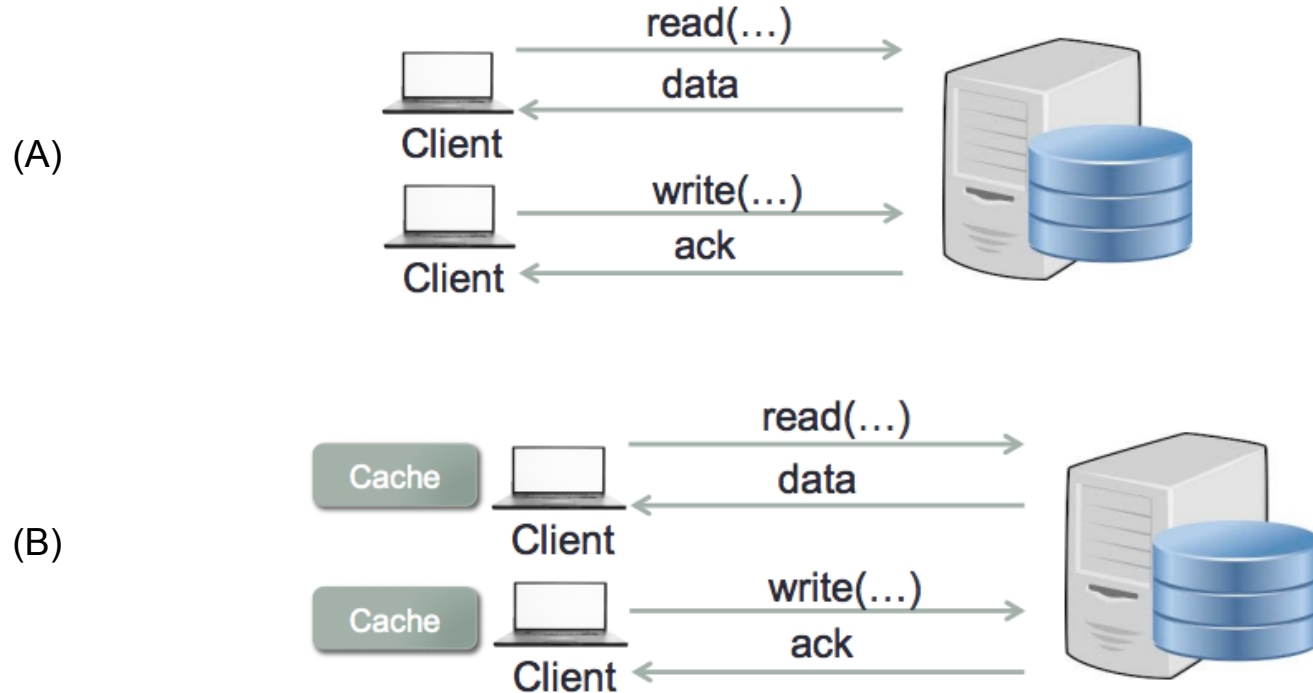 read(…)
data
Client
(A)
write(…)
ack
Client
read(…)
Cache
data
Client
(B)
write(…)
Cache
ack
Client